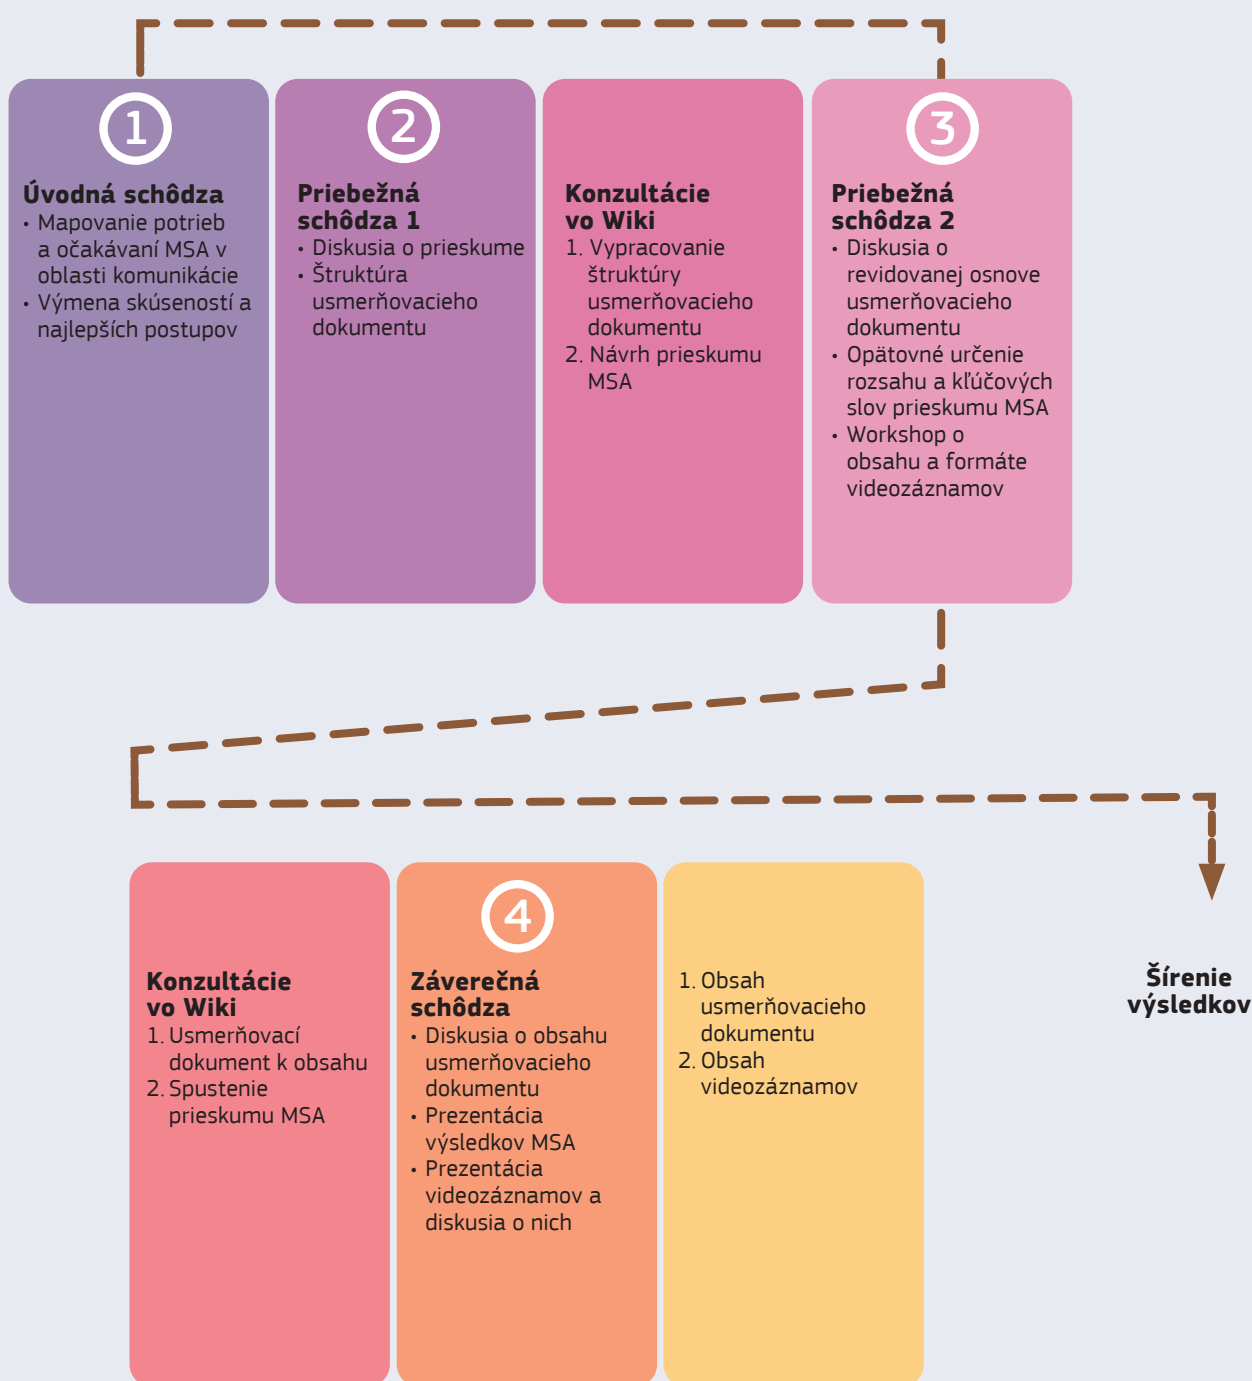 1
Úvodná schôdza
• Mapovanie potrieb
a očakávaní MSA v
oblasti komunikácie
• Výmena skúseností a
najlepších postupov
2
Priebežná
schôdza 1
• Diskusia o prieskume
• Štruktúra
usmerňovacieho
dokumentu
Konzultácie
vo Wiki
1. Vypracovanie
štruktúry
usmerňovacieho
dokumentu
2. Návrh prieskumu
MSA
3
Priebežná
schôdza 2
• Diskusia o
revidovanej osnove
usmerňovacieho
dokumentu
• Opätovné určenie
rozsahu a kľúčových
slov prieskumu MSA
• Workshop o
obsahu a formáte
videozáznamov
Konzultácie
vo Wiki
1. Usmerňovací
dokument k obsahu
2. Spustenie
prieskumu MSA
4
Záverečná
schôdza
• Diskusia o obsahu
usmerňovacieho
dokumentu
• Prezentácia
výsledkov MSA
• Prezentácia
videozáznamov a
diskusia o nich
1. Obsah
usmerňovacieho
dokumentu
2. Obsah
videozáznamov
Šírenie
výsledkov